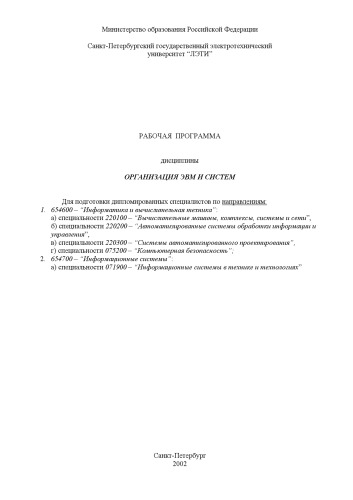 Министерство образования Российской Федерации
Санкт-Петербургский государственный электротехнический
университет “ЛЭТИ”
РАБОЧАЯ ПРОГРАММА
дисциплины
ОРГАНИЗАЦИЯ ЭВМ И СИСТЕМ
Для подготовки дипломированных специалистов по направлениям:
1. 654600 – “Информатика и вычислительная техника”:
а) специальности 220100 – “Вычислительные машины, комплексы, системы и сети”,
б) специальности 220200 – “Автоматизированные системы обработки информации и
управления”,
в) специальности 220300 – “Системы автоматизированного проектирования”,
г) специальности 075200 – “Компьютерная безопасность”;
2. 654700 – “Информационные системы”:
а) специальности 071900 – “Информационные системы в технике и технологиях”
Санкт-Петербург
2002